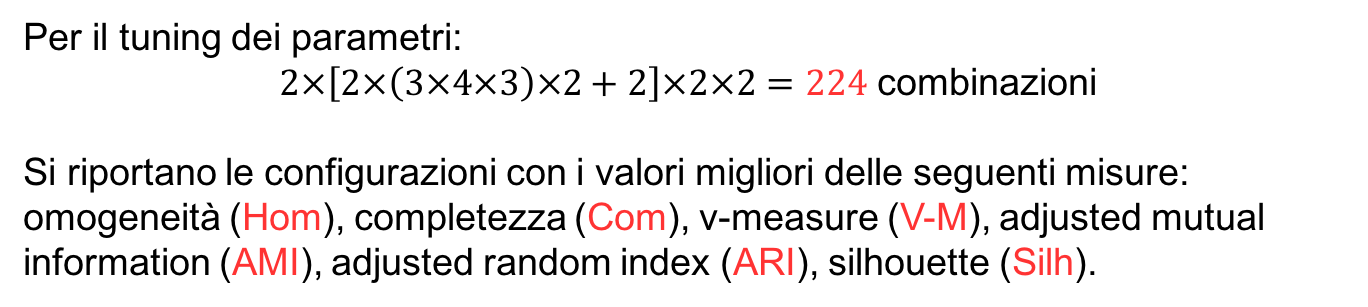 Per il tuning dei parametri:
2×[2×(3×4×3)×2 + 2]×2×2 = 224 combinazioni
Si riportano le configurazioni con i valori migliori delle seguenti misure:
omogeneità (Hom), completezza (Com), v-measure (V-M), adjusted mutual
information (AMI), adjusted random index (ARI), silhouette (Silh).